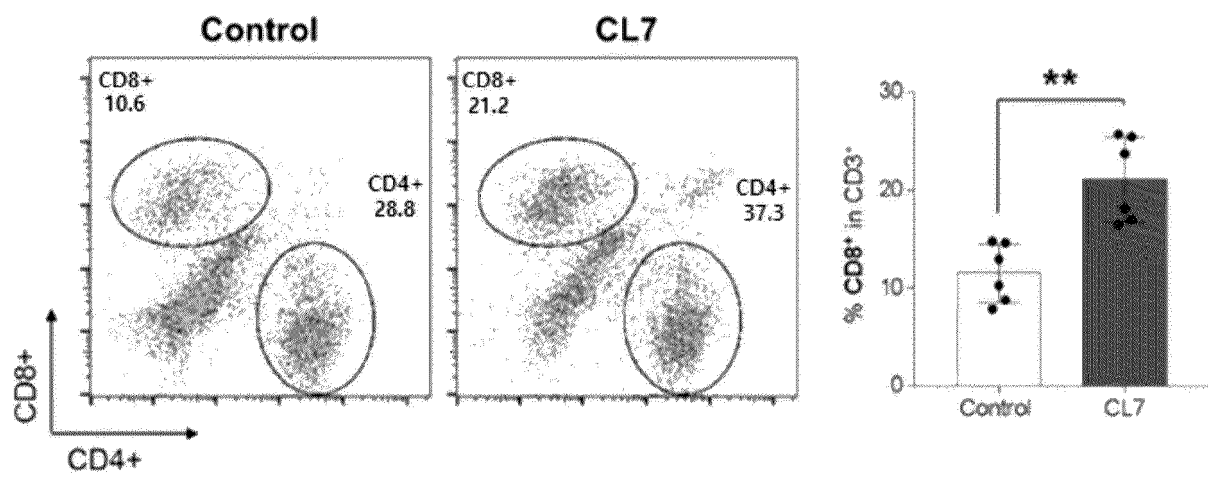 Control
CL7
CD8+
10.6
CD4+
28.8
CD8+
21.2
CD4+
37.3
CD8+
CD4+
**
30
20
10
0
% CD8⁺ in CD3⁺
Control
CL7